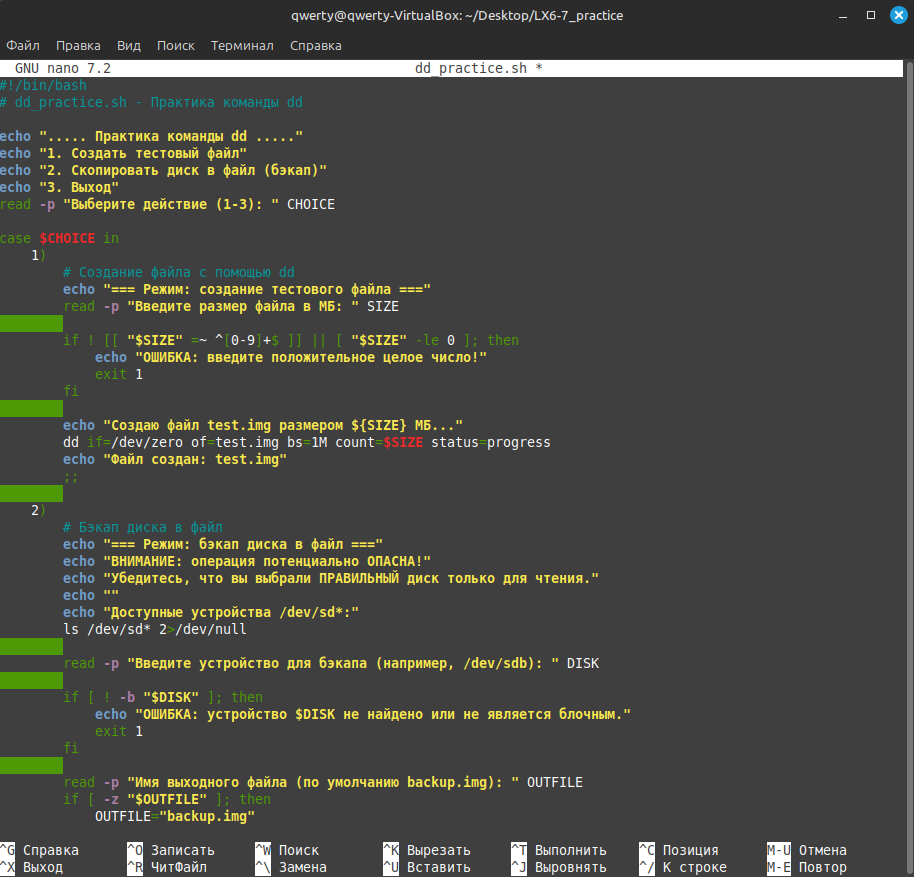 qwerty@qwerty-VirtualBox: ~/Desktop/LX6-7_practice
Файл Правка Вид Поиск Терминал Справка
GNU nano 7.2 dd_practice.sh *
#!/bin/bash
# dd_practice.sh - Практика команды dd
echo "..... Практика команды dd ....."
echo "1. Создать тестовый файл"
echo "2. Скопировать диск в файл (бэкап)"
echo "3. Выход"
read -p "Выберите действие (1-3): " CHOICE
case $CHOICE in
1)
# Создание файла с помощью dd
echo "=== Режим: создание тестового файла ==="
read -p "Введите размер файла в МБ: " SIZE
if ! [[ "$SIZE" =~ ^[0-9]+$ ]] || [ "$SIZE" -le 0 ]; then
echo "ОШИБКА: введите положительное целое число!"
exit 1
fi
echo "Создаю файл test.img размером ${SIZE} МБ..."
dd if=/dev/zero of=test.img bs=1M count=$SIZE status=progress
echo "Файл создан: test.img"
;;
2)
# Бэкап диска в файл
echo "=== Режим: бэкап диска в файл ==="
echo "ВНИМАНИЕ: операция потенциально ОПАСНА!"
echo "Убедитесь, что вы выбрали ПРАВИЛЬНЫЙ диск только для чтения."
echo ""
echo "Доступные устройства /dev/sd*:"
ls /dev/sd* 2>/dev/null
read -p "Введите устройство для бэкапа (например, /dev/sdb): " DISK
if [ ! -b "$DISK" ]; then
echo "ОШИБКА: устройство $DISK не найдено или не является блочным."
exit 1
fi
read -p "Имя выходного файла (по умолчанию backup.img): " OUTFILE
if [ -z "$OUTFILE" ]; then
OUTFILE="backup.img"
^G Справка ^O Записать ^W Поиск ^K Вырезать ^T Выполнить ^C Позиция M-U Отмена
^X Выход ^R ЧитФайл ^\ Замена ^U Вставить ^J Выровнять ^/ К строке M-E Повтор